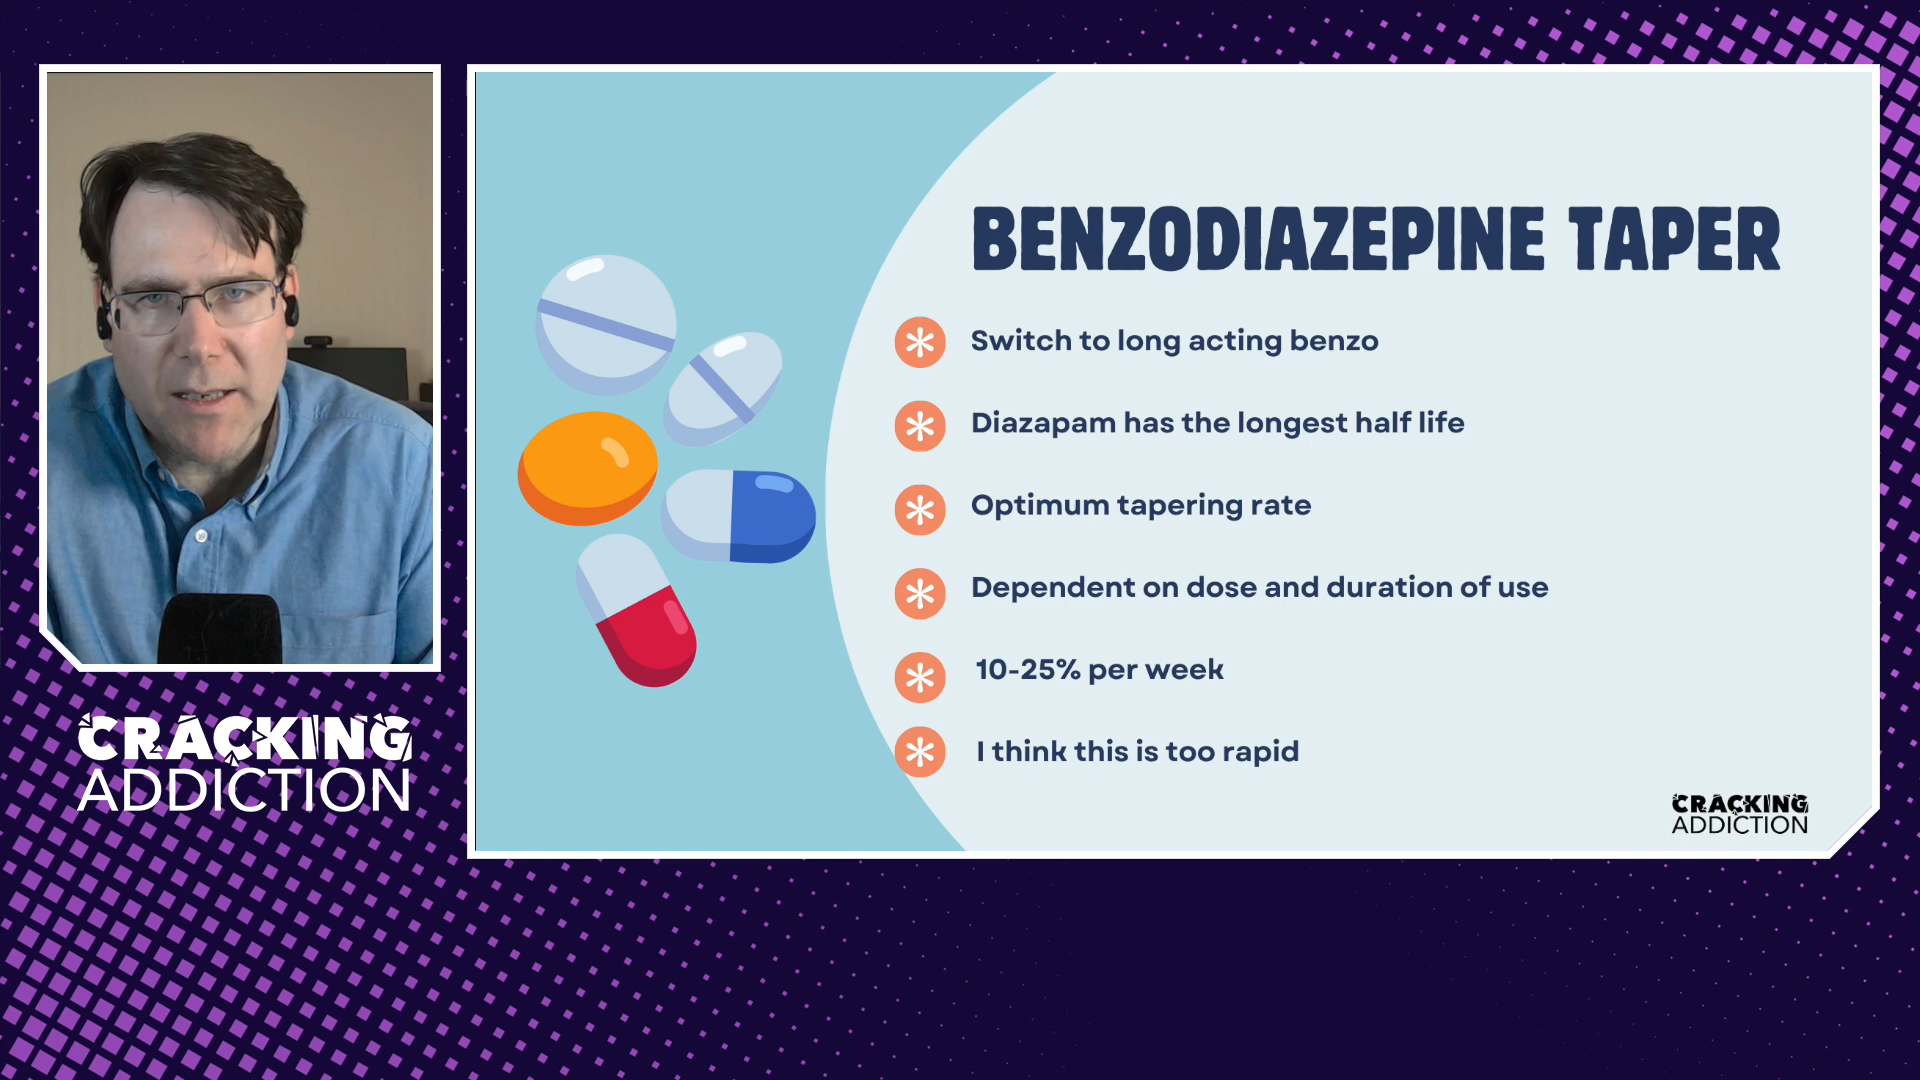 BENZODIAZEPINE TAPER
Switch to long acting benzo
Diazapam has the longest half life
Optimum tapering rate
Dependent on dose and duration of use
10-25% per week
I think this is too rapid
CRACKING
ADDICTION
CRACKING
ADDICTION